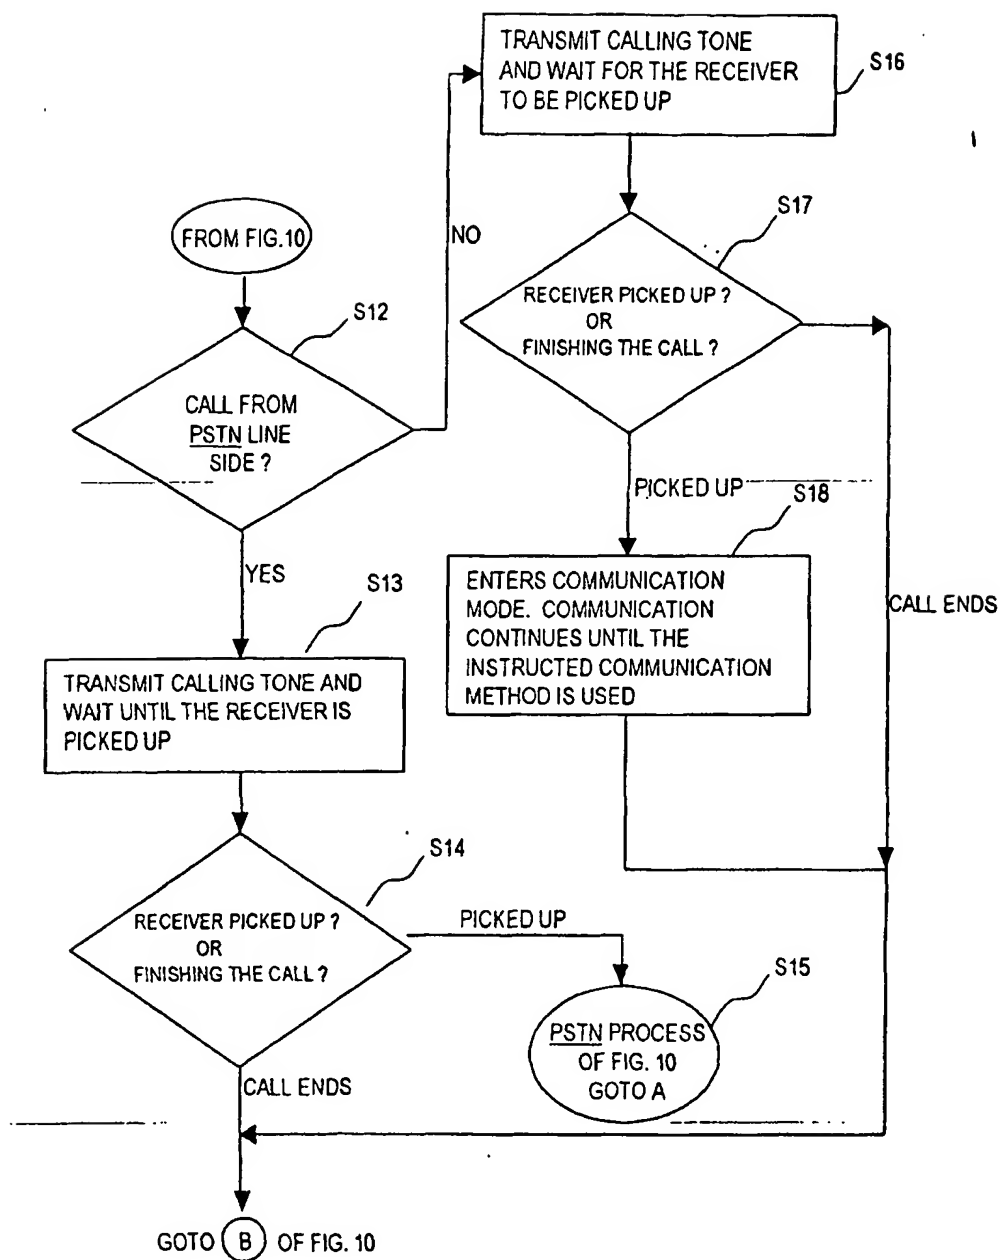 TRANSMIT CALLING TONE
AND WAIT FOR THE RECEIVER
TO BE PICKED UP
S16
FROM FIG.10
NO
S17
S12
RECEIVER PICKED UP ?
OR
FINISHING THE CALL ?
CALL FROM
PSTN LINE
SIDE ?
PICKED UP
S18
YES
S13
ENTERS COMMUNICATION
MODE. COMMUNICATION
CONTINUES UNTIL THE
INSTRUCTED COMMUNICATION
METHOD IS USED
CALL ENDS
TRANSMIT CALLING TONE AND
WAIT UNTIL THE RECEIVER IS
PICKED UP
S14
RECEIVER PICKED UP ?
OR
FINISHING THE CALL ?
PICKED UP
S15
PSTN PROCESS
OF FIG. 10
GOTO A
CALL ENDS
GOTO B OF FIG. 10